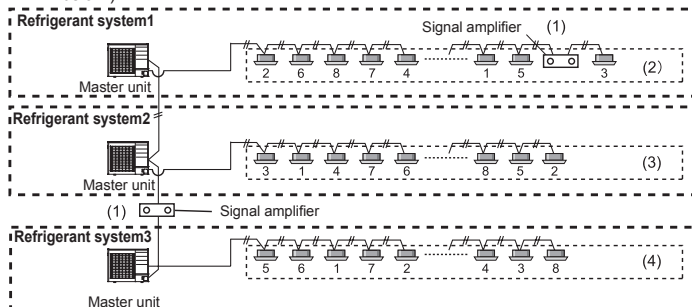 Refrigerant system1
Signal amplifier (1)
2 6 8 7 4 1 5 3 (2)
Master unit
Refrigerant system2
3 1 4 7 6 8 5 2 (3)
Master unit
(1) Signal amplifier
Refrigerant system3
5 6 1 7 2 4 3 8 (4)
Master unit